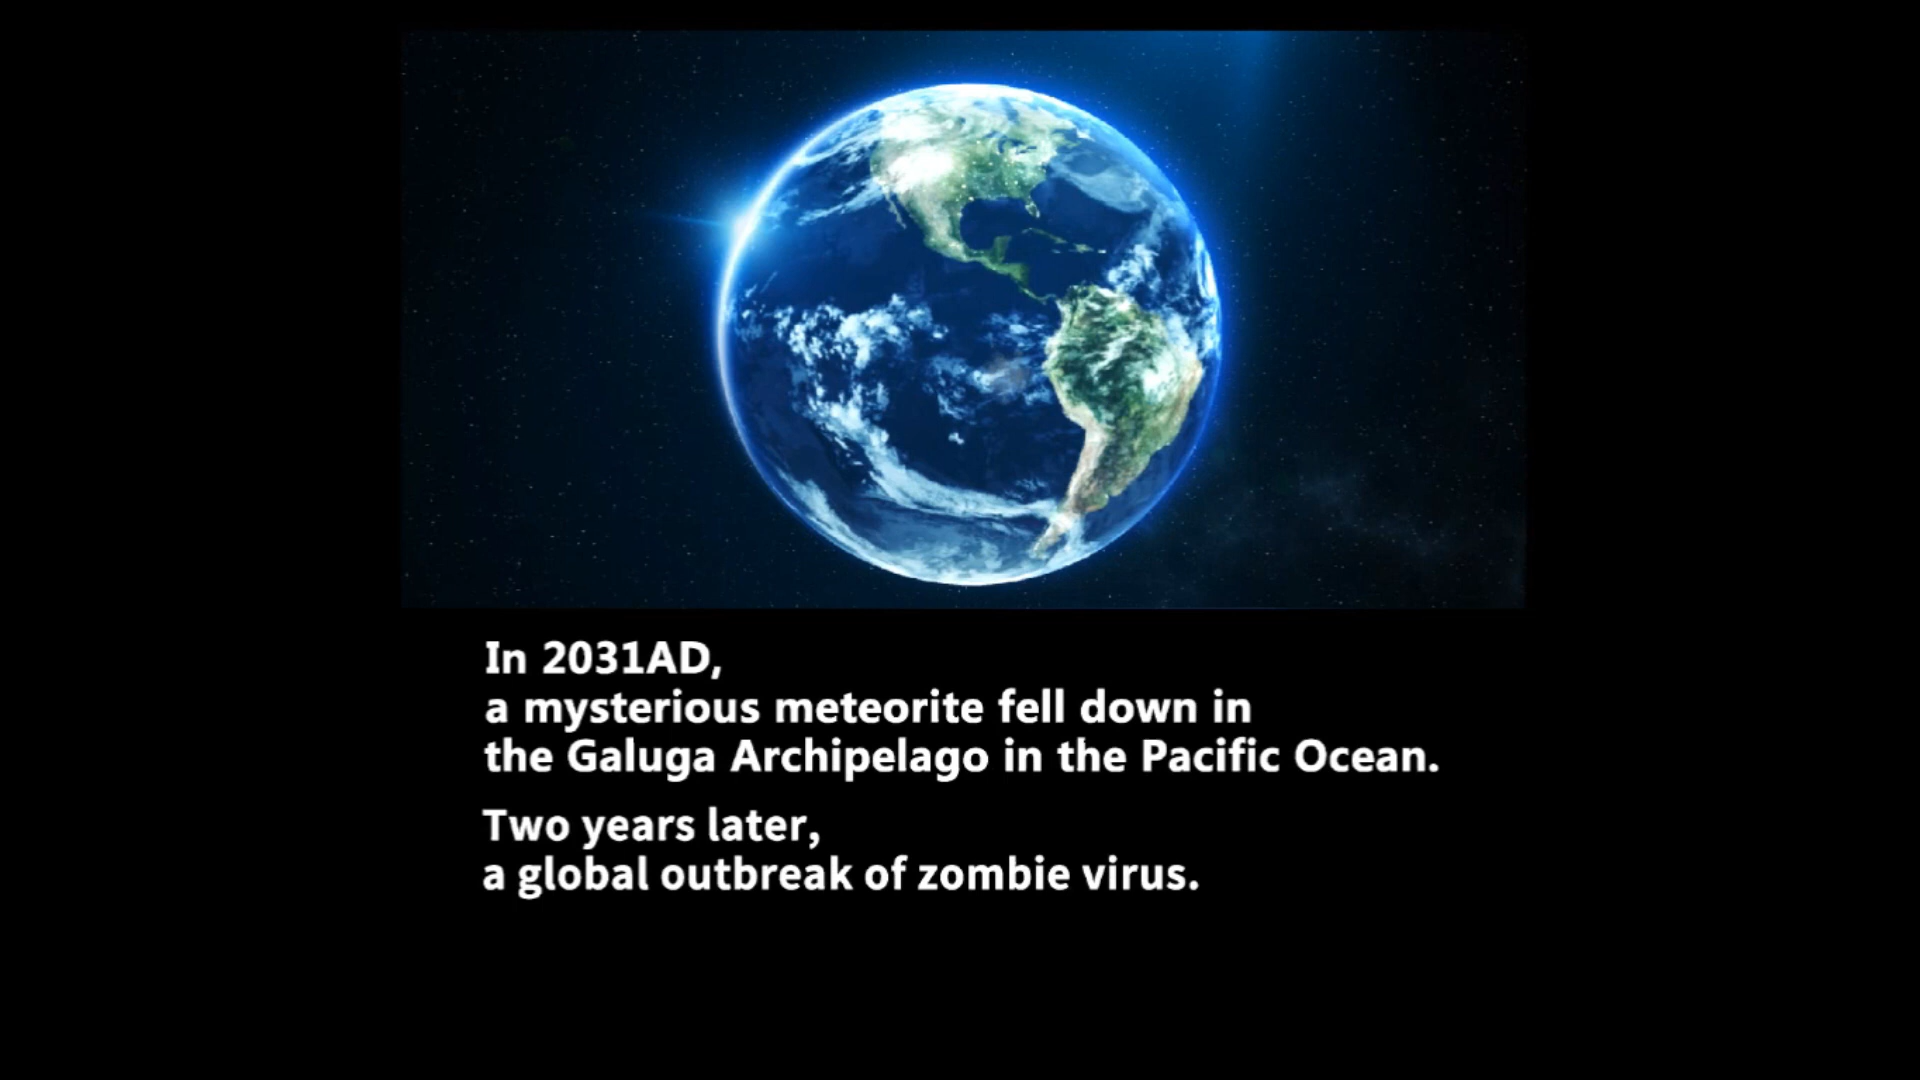 In 2031AD,
a mysterious meteorite fell down in
the Galuga Archipelago in the Pacific Ocean.
Two years later,
a global outbreak of zombie virus.